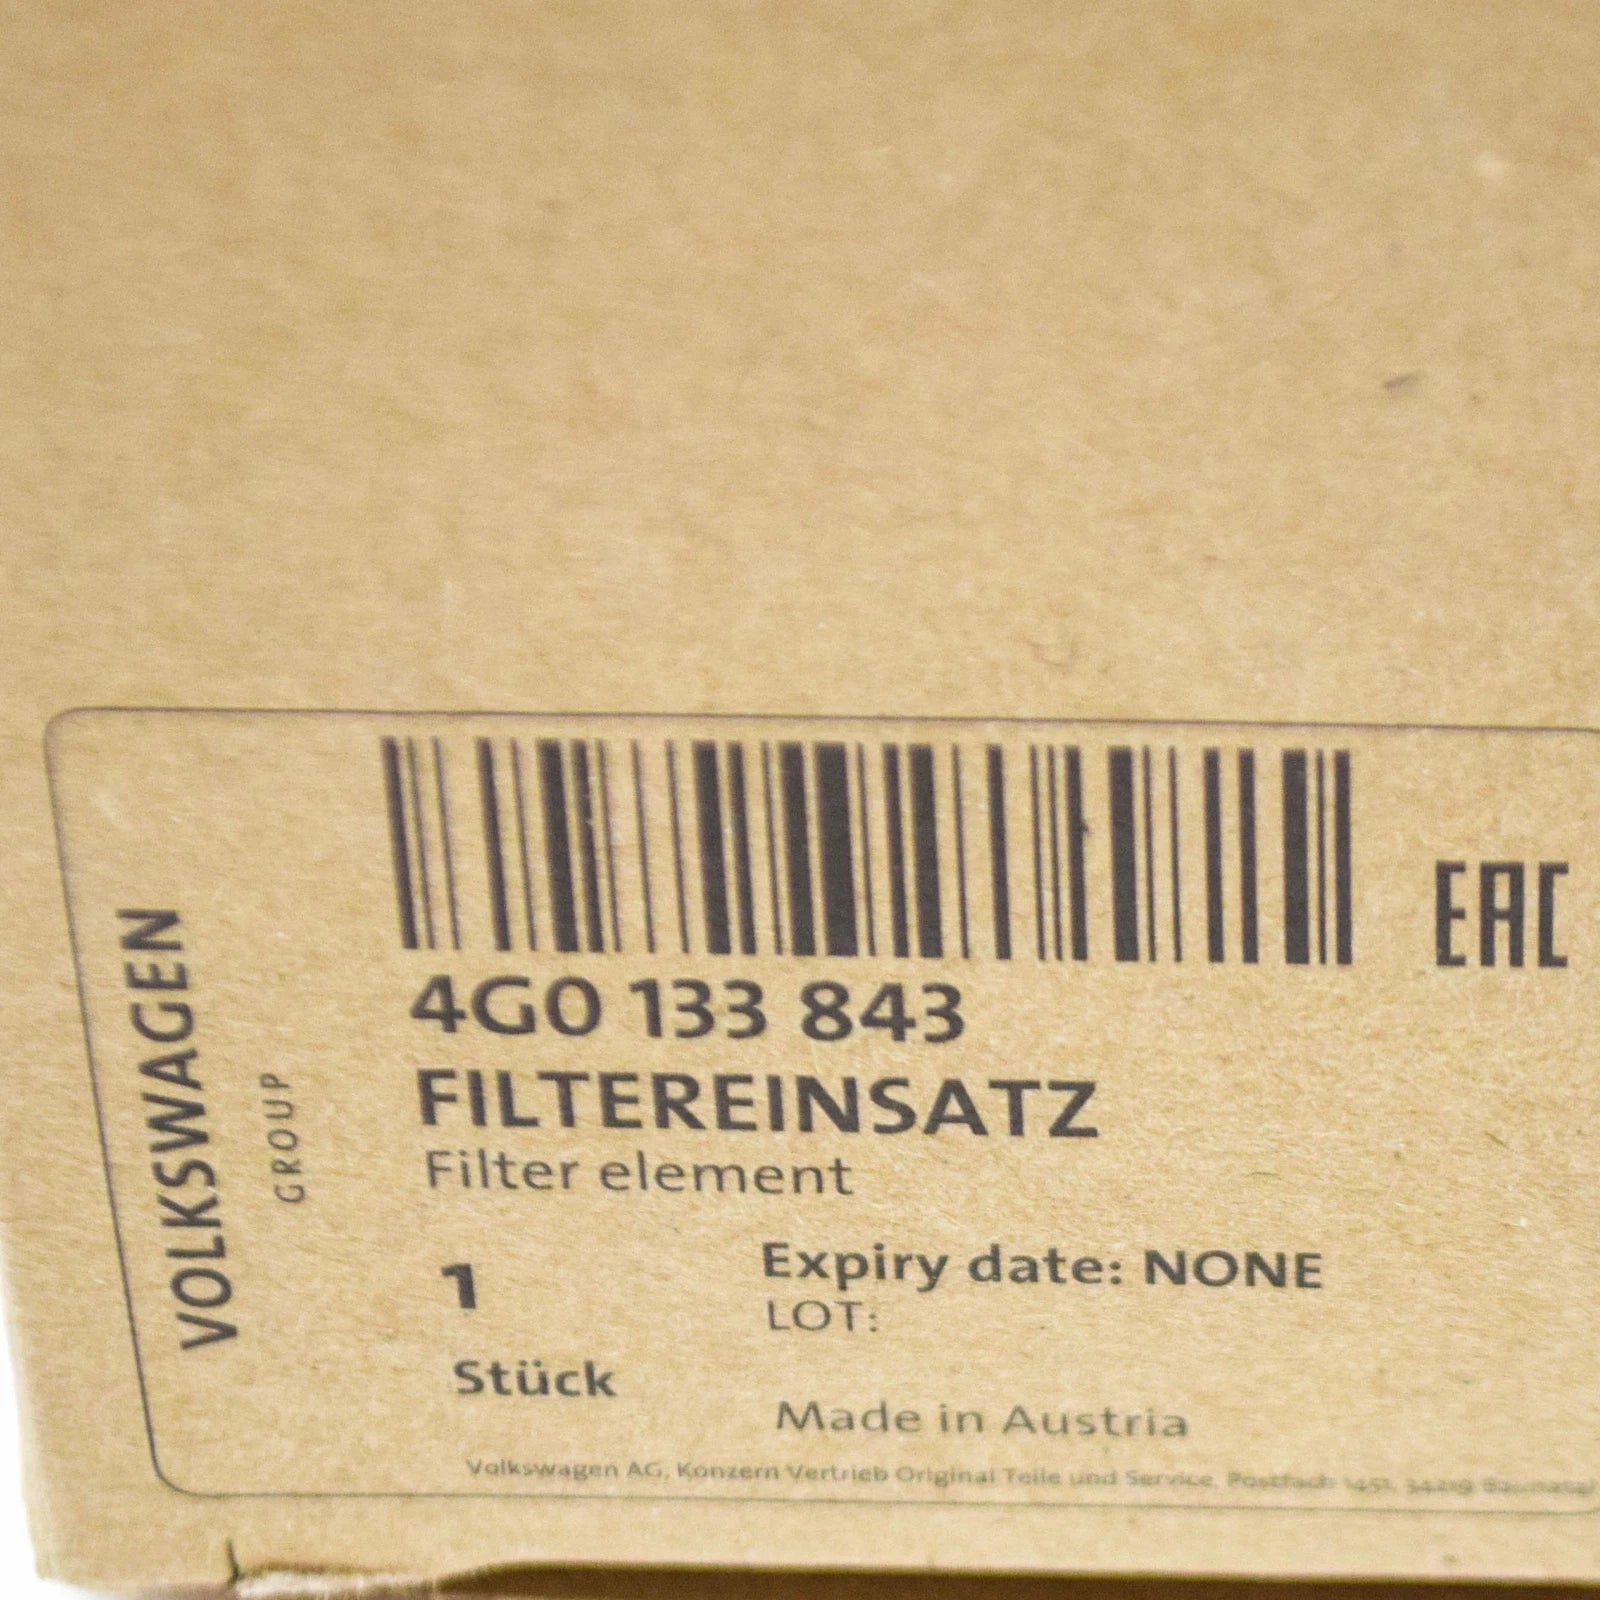 VOLKSWAGEN
GROUP
EAC
4G0 133 843
FILTEREINSATZ
Filter element
1
Stück
Expiry date: NONE
LOT:
Made in Austria
Volkswagen AG, Konzern Vertrieb Original Teile und Service, Postfach 1451, 34219 Baunatal